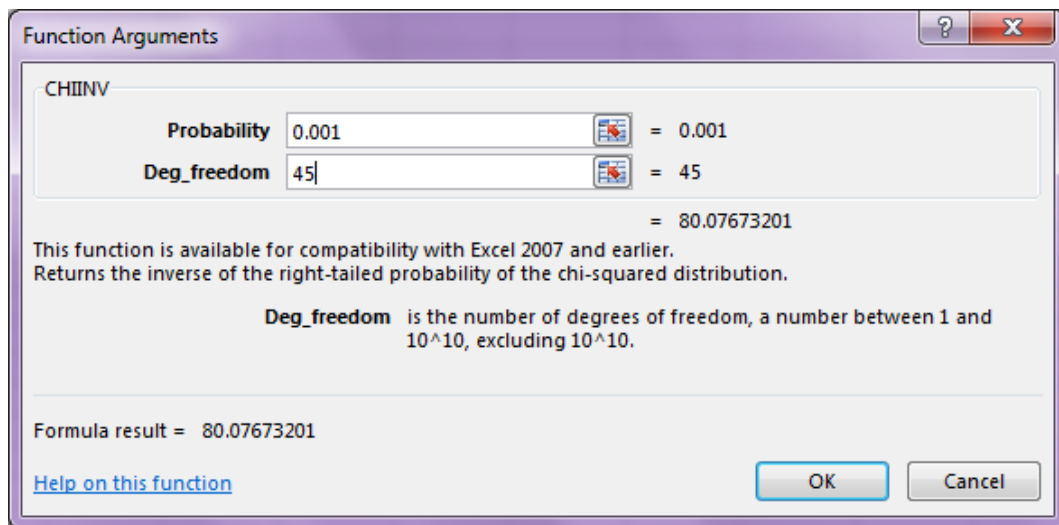 Function Arguments
? X
CHIINV
Probability 0.001 = 0.001
Deg_freedom 45 = 45
= 80.07673201
This function is available for compatibility with Excel 2007 and earlier.
Returns the inverse of the right-tailed probability of the chi-squared distribution.
Deg_freedom is the number of degrees of freedom, a number between 1 and
10^10, excluding 10^10.
Formula result = 80.07673201
Help on this function
OK Cancel